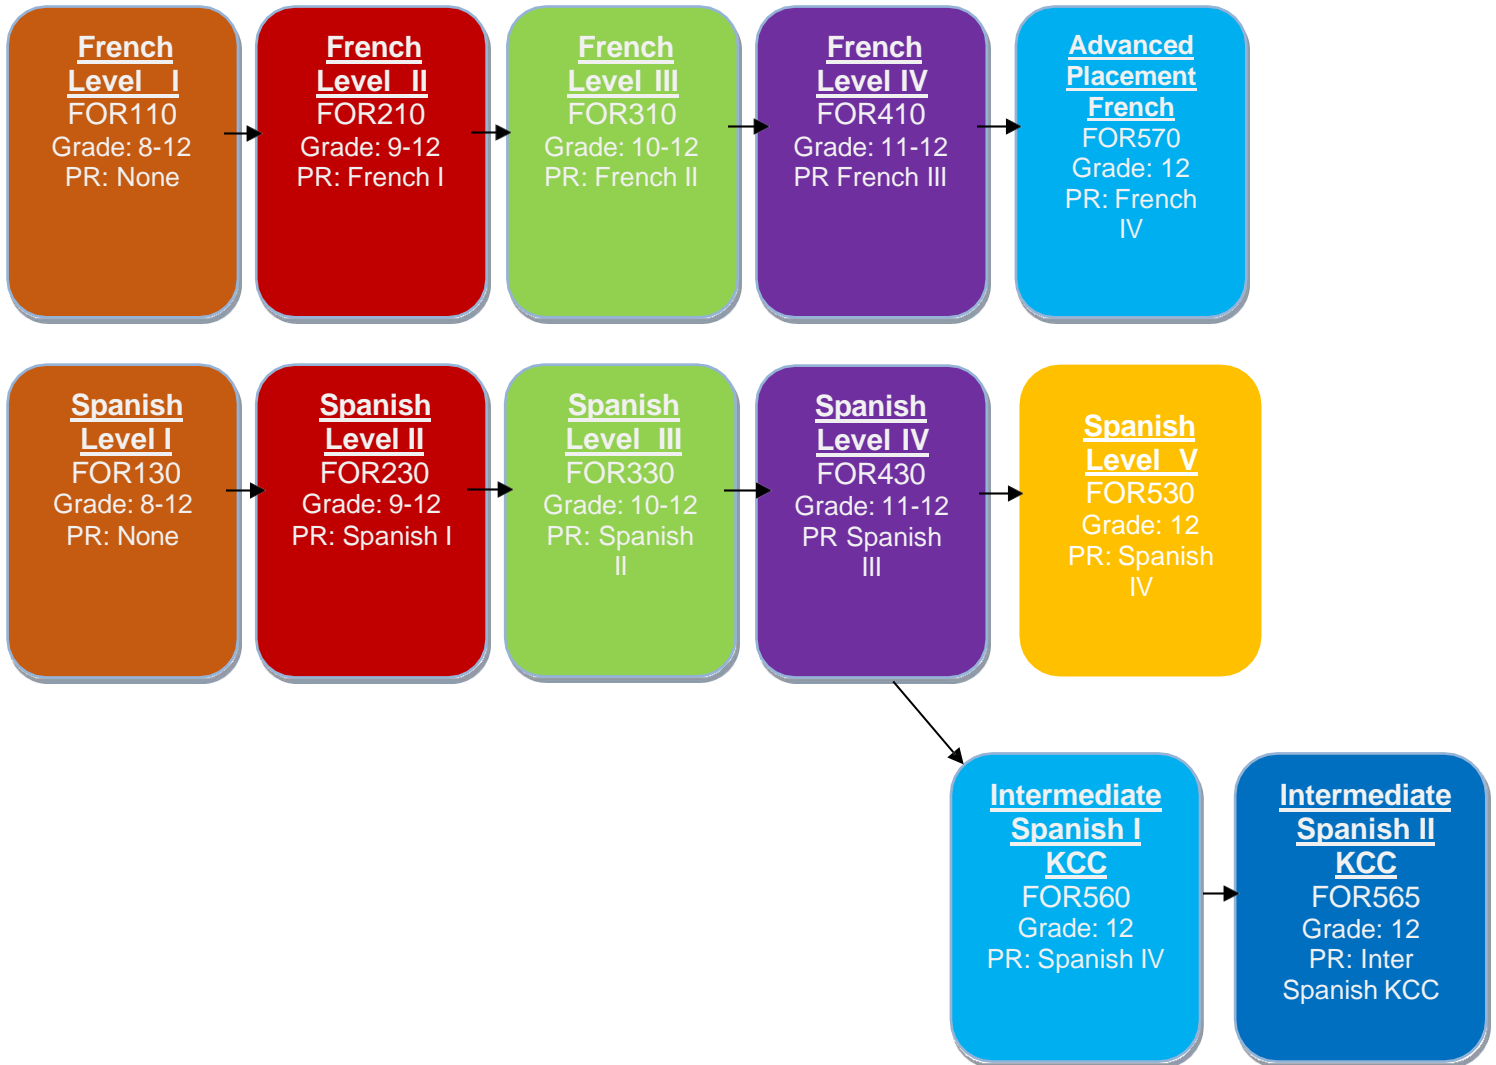 French
Level I
FOR110
Grade: 8-12
PR: None
French
Level II
FOR210
Grade: 9-12
PR: French I
French
Level III
FOR310
Grade: 10-12
PR: French II
French
Level IV
FOR410
Grade: 11-12
PR French III
Advanced
Placement
French
FOR570
Grade: 12
PR: French
IV
Spanish
Level I
FOR130
Grade: 8-12
PR: None
Spanish
Level II
FOR230
Grade: 9-12
PR: Spanish I
Spanish
Level III
FOR330
Grade: 10-12
PR: Spanish
II
Spanish
Level IV
FOR430
Grade: 11-12
PR Spanish
III
Spanish
Level V
FOR530
Grade: 12
PR: Spanish
IV
Intermediate
Spanish I
KCC
FOR560
Grade: 12
PR: Spanish IV
Intermediate
Spanish II
KCC
FOR565
Grade: 12
PR: Inter
Spanish KCC